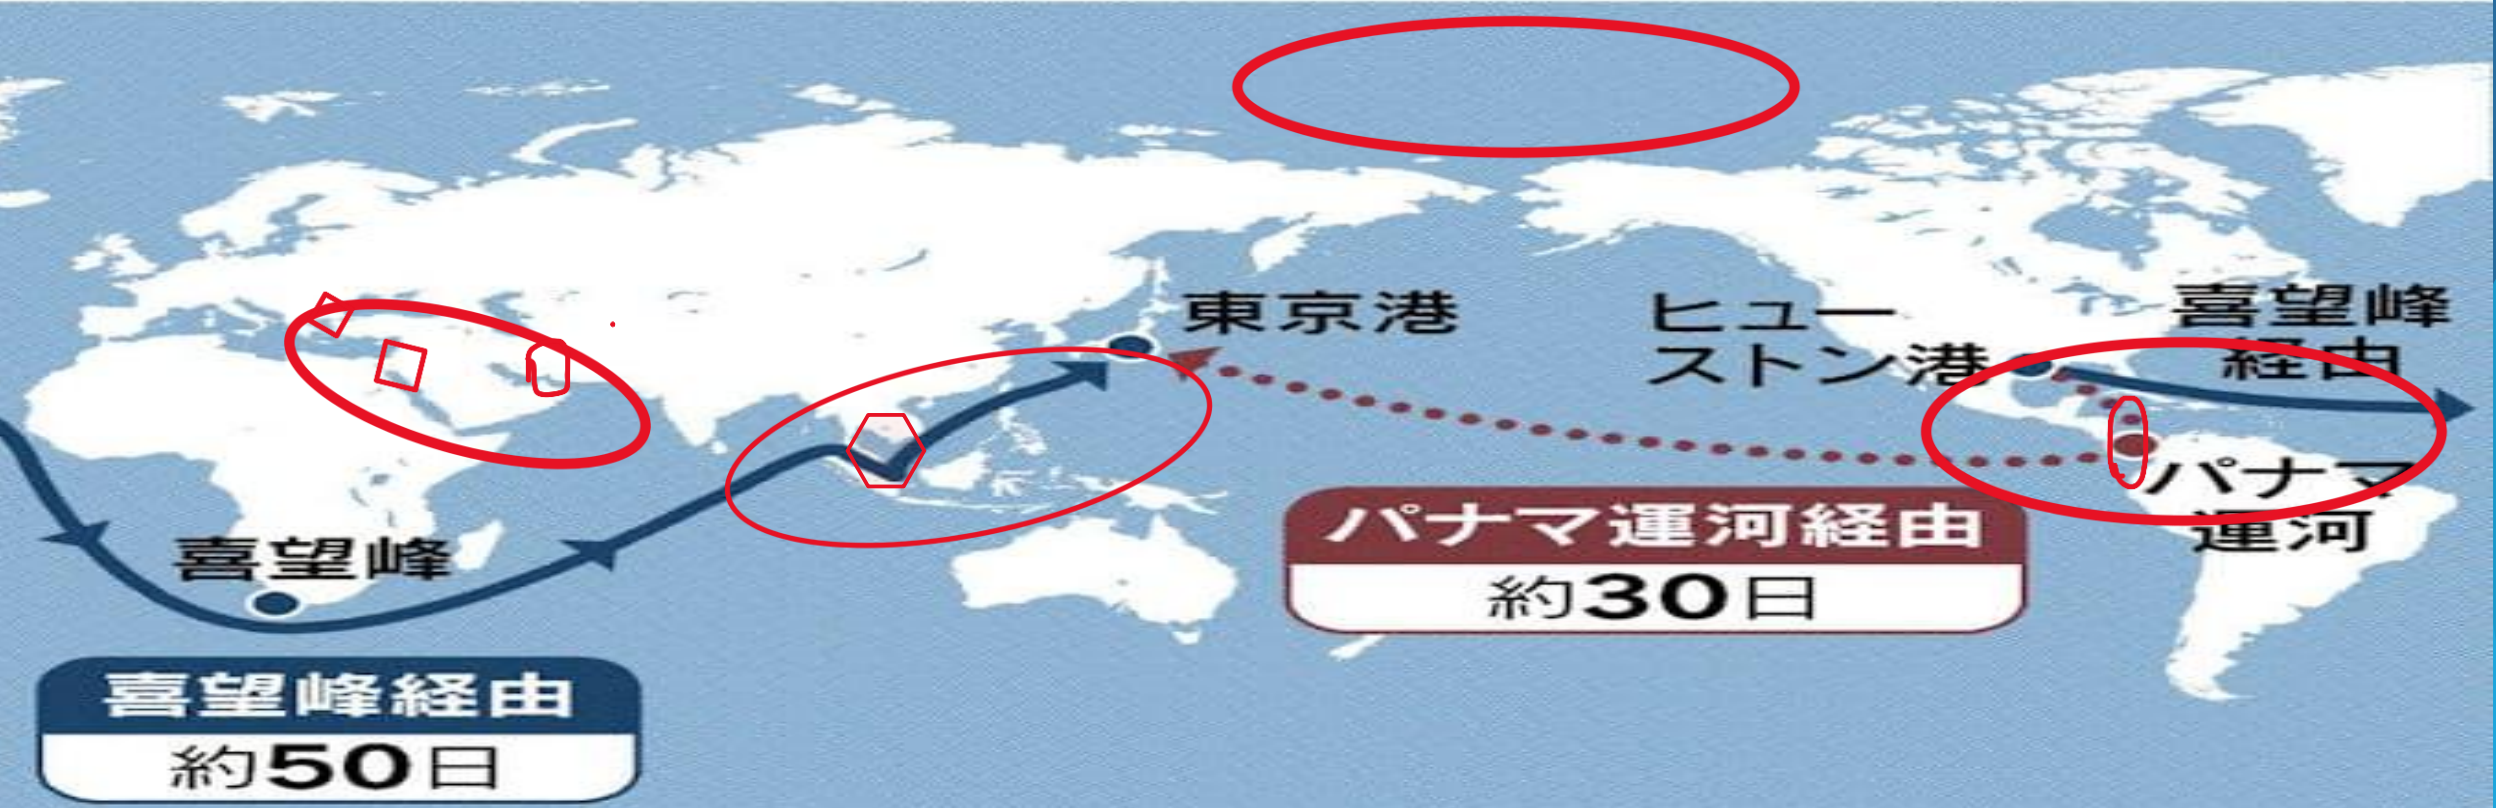 東京港
ヒュー
ストン港
喜望峰
経由
パナマ
運河
パナマ運河経由
約30日
喜望峰
喜望峰経由
約50日